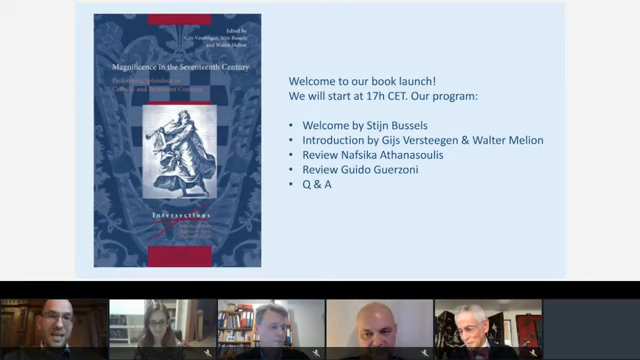 Edited by
Gijs Versteegen, Stijn Bussels
and Walter Melion
Magnificence in the Seventeenth Century
Performing Splendour in
Catholic and Protestant Contexts
Intersections
Welcome to our book launch!
We will start at 17h CET. Our program:
• Welcome by Stijn Bussels
• Introduction by Gijs Versteegen & Walter Melion
• Review Nafsika Athanasoulis
• Review Guido Guerzoni
• Q & A